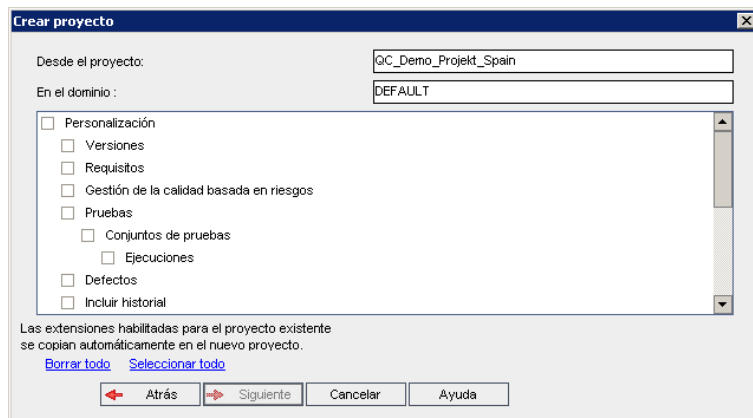 Crear proyecto
Desde el proyecto: QC_Demo_Projekt_Spain
En el dominio : DEFAULT
Personalización
Versiones
Requisitos
Gestión de la calidad basada en riesgos
Pruebas
Conjuntos de pruebas
Ejecuciones
Defectos
Incluir historial
Las extensiones habilitadas para el proyecto existente
se copian automáticamente en el nuevo proyecto.
Borrar todo Seleccionar todo
Atrás Siguiente Cancelar Ayuda